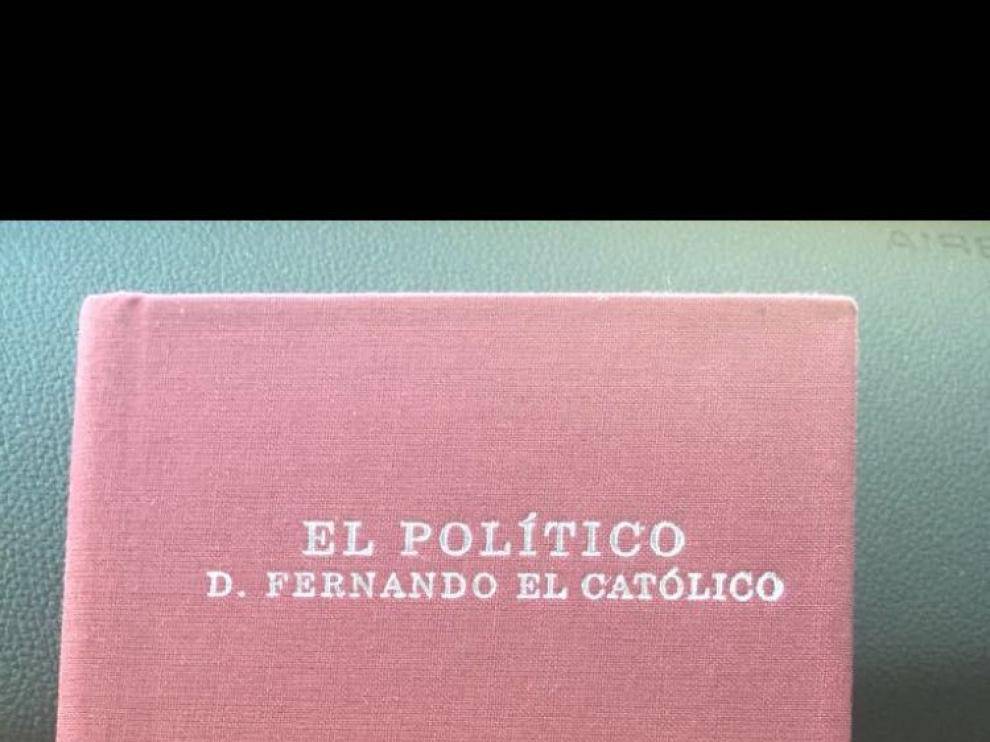 EL POLÍTICO
D. FERNANDO EL CATÓLICO